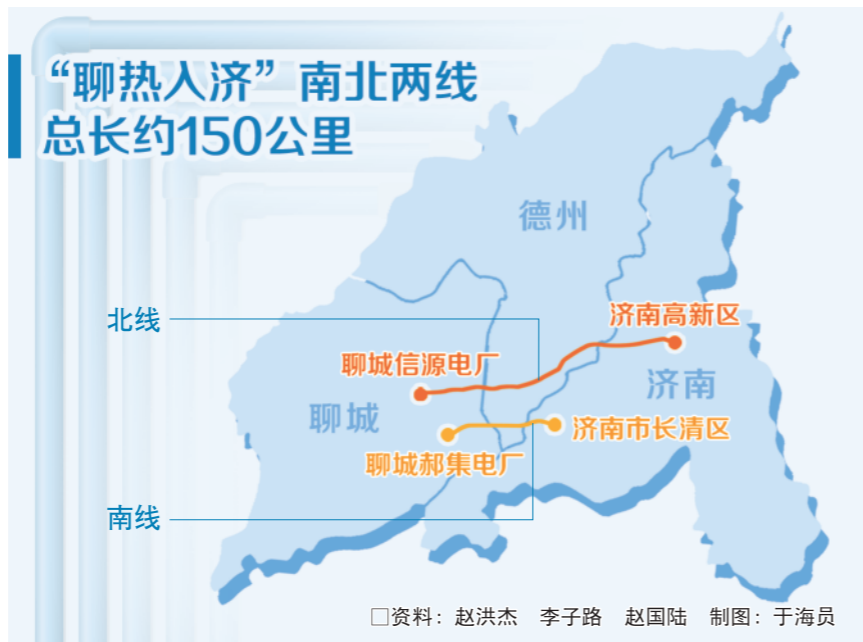 “聊热入济”南北两线
总长约150公里
德州
北线
济南高新区
聊城信源电厂
济南
聊城
济南市长清区
聊城郝集电厂
南线
□资料：赵洪杰 李子路 赵国陆 制图：于海员